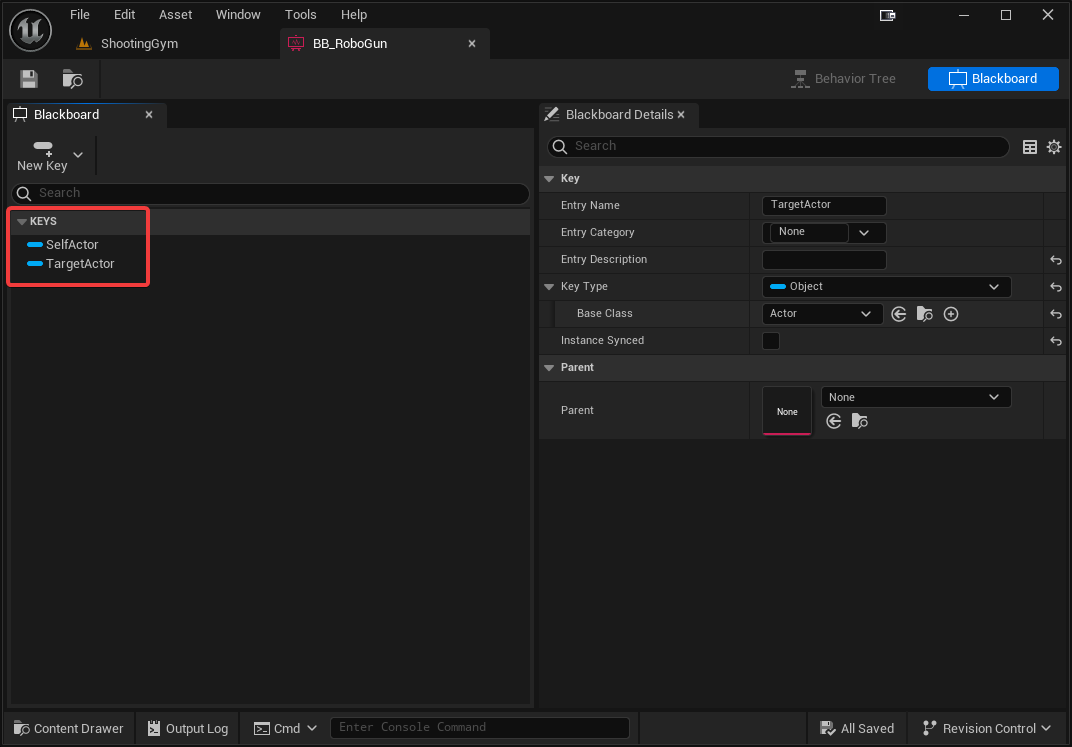 File Edit Asset Window Tools Help
ShootingGym
BB_RoboGun
Behavior Tree
Blackboard
Blackboard
New Key
Search
KEYS
SelfActor
TargetActor
Blackboard Details
Search
Key
Entry Name TargetActor
Entry Category None
Entry Description
Key Type Object
Base Class Actor
Instance Synced
Parent
Parent None None
Content Drawer Output Log Cmd Enter Console Command All Saved Revision Control